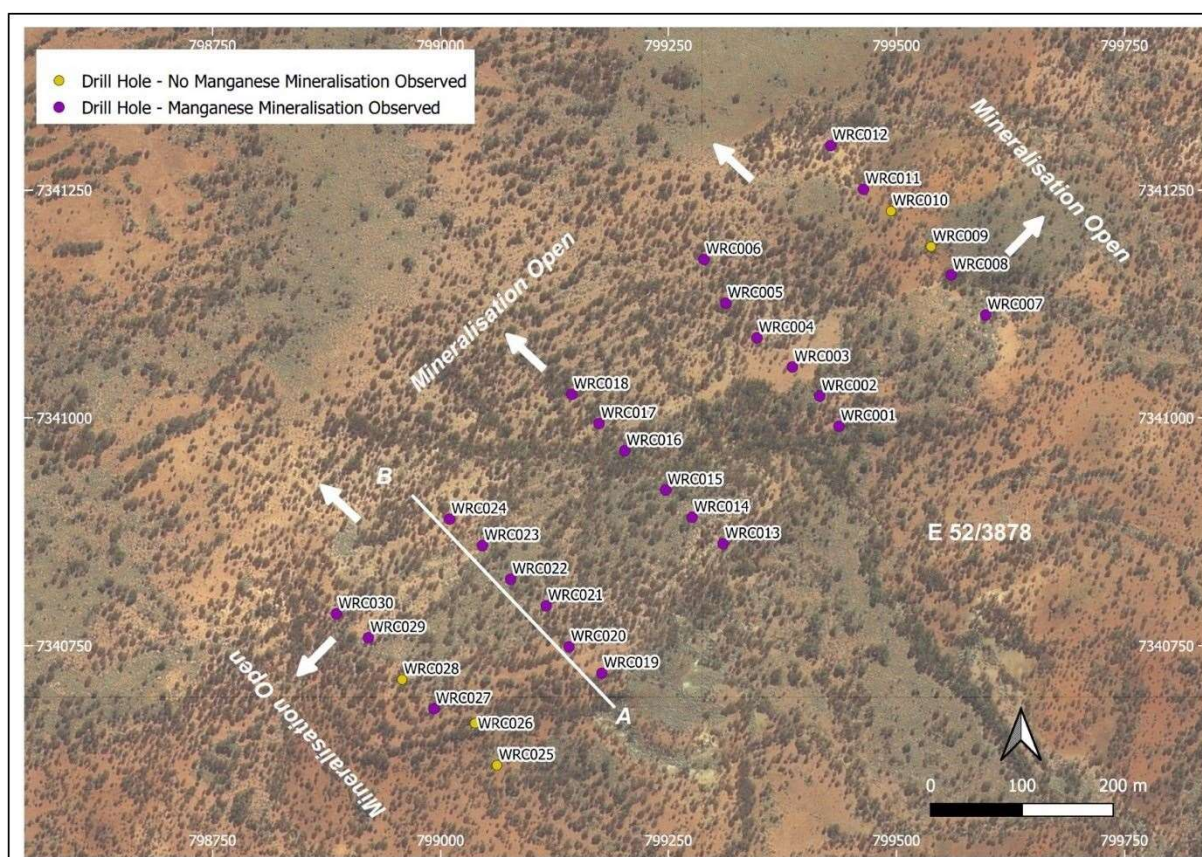 798750 799000 799250 799500 799750
Drill Hole - No Manganese Mineralisation Observed
Drill Hole - Manganese Mineralisation Observed
WRC012
Mineralisation Open
WRC011
7341250 7341250
WRC010
WRC009
WRC006
WRC008
Mineralisation Open
WRC005
WRC007
WRC004
WRC003
WRC018
WRC002
WRC017
WRC001
7341000 7341000
WRC016
B
WRC015
WRC024
WRC014
WRC023
WRC013
E 52/3878
WRC022
WRC021
WRC030
WRC029
WRC020
7340750 7340750
WRC019
WRC028
Mineralisation Open
WRC027
A
WRC026
WRC025
0 100 200 m
798750 799000 799250 799500 799750